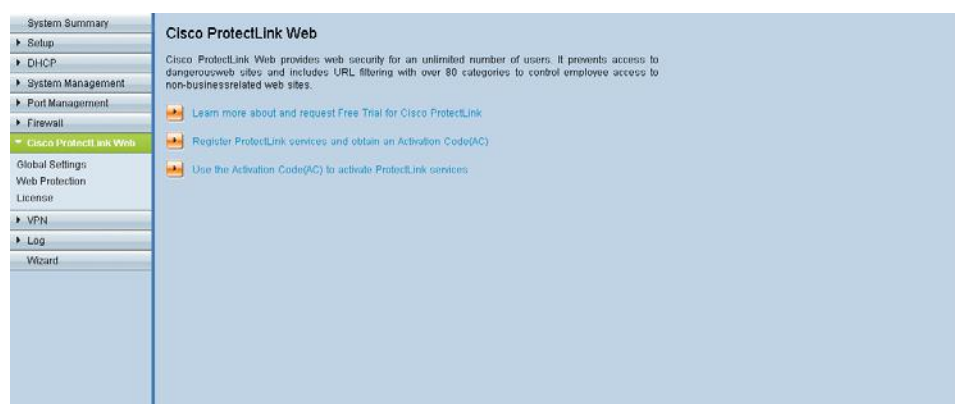 System Summary
Setup
DHCP
System Management
Port Management
Firewall
Cisco ProtectLink Web
Global Settings
Web Protection
License
VPN
Log
Wizard
Cisco ProtectLink Web
Cisco ProtectLink Web provides web security for an unlimited number of users. It prevents access to
dangerousweb sites and includes URL filtering with over 80 categories to control employee access to
non-businessrelated web sites.
Learn more about and request Free Trial for Cisco ProtectLink
Register ProtectLink services and obtain an Activation Code(AC)
Use the Activation Code(AC) to activate ProtectLink services